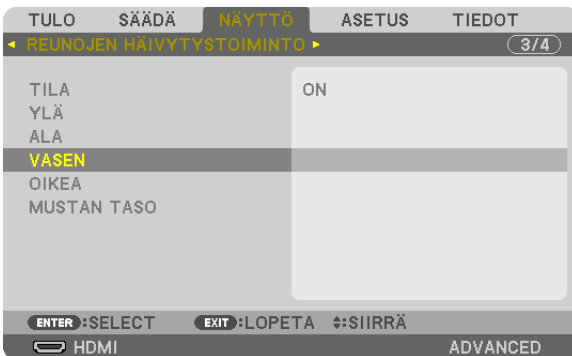 TULO SÄÄDÄ NÄYTTÖ ASETUS TIEDOT
REUNOJEN HÄIVYTYSTOIMINTO 3/4
TILA ON
YLÄ
ALA
VASEN
OIKEA
MUSTAN TASO
ENTER :SELECT EXIT :LOPETA :SIIRRÄ
HDMI ADVANCED